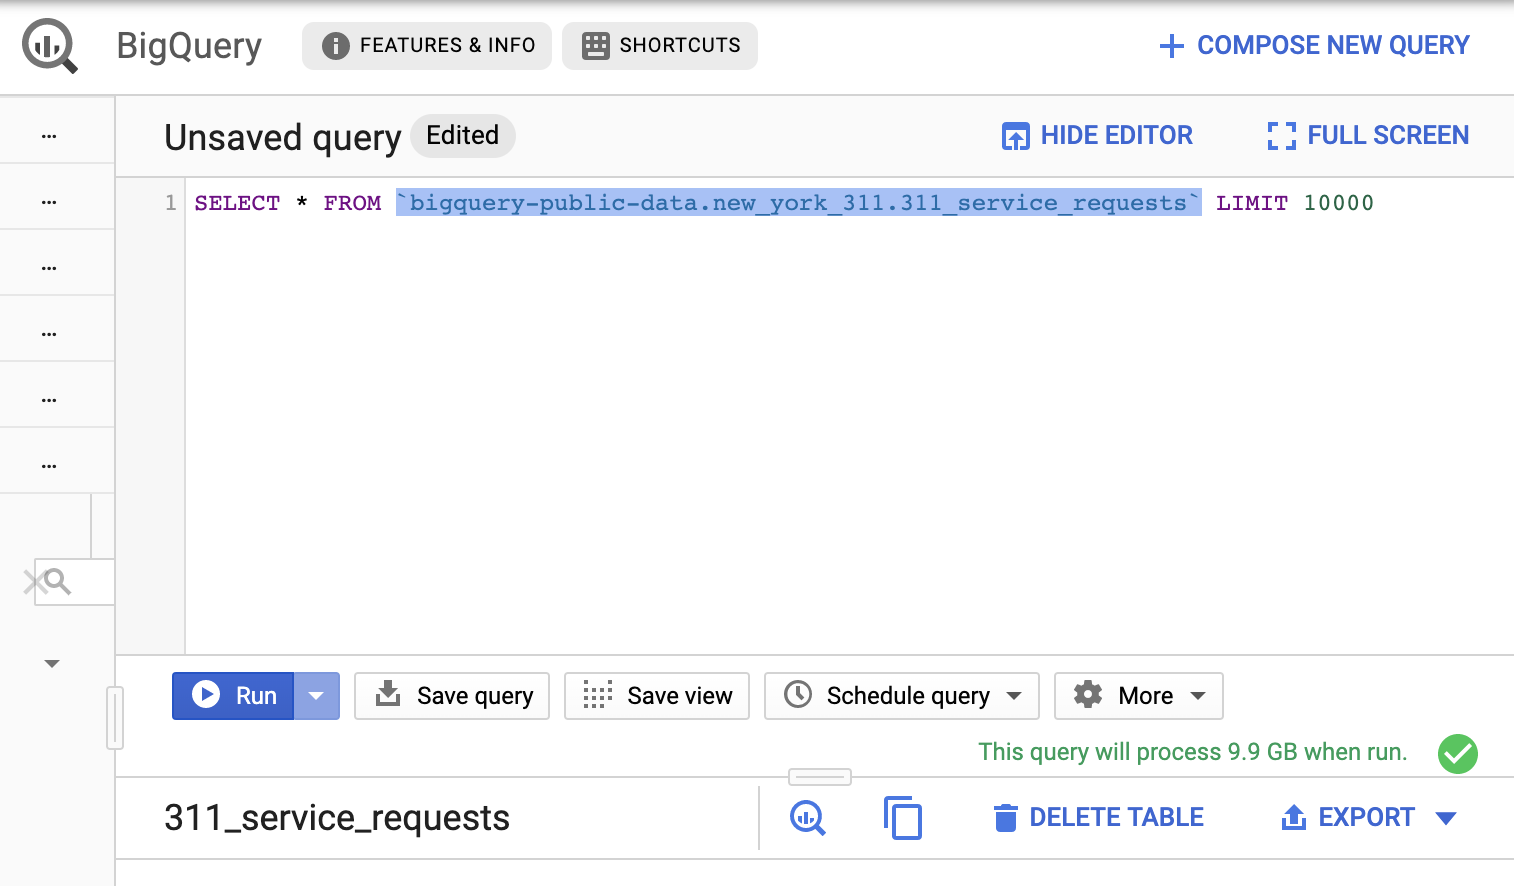 BigQuery FEATURES & INFO SHORTCUTS COMPOSE NEW QUERY
...
...
...
...
...
...
Unsaved query Edited HIDE EDITOR FULL SCREEN
1 SELECT * FROM `bigquery-public-data.new_york_311.311_service_requests` LIMIT 10000
Run Save query Save view Schedule query More
This query will process 9.9 GB when run.
311_service_requests DELETE TABLE EXPORT